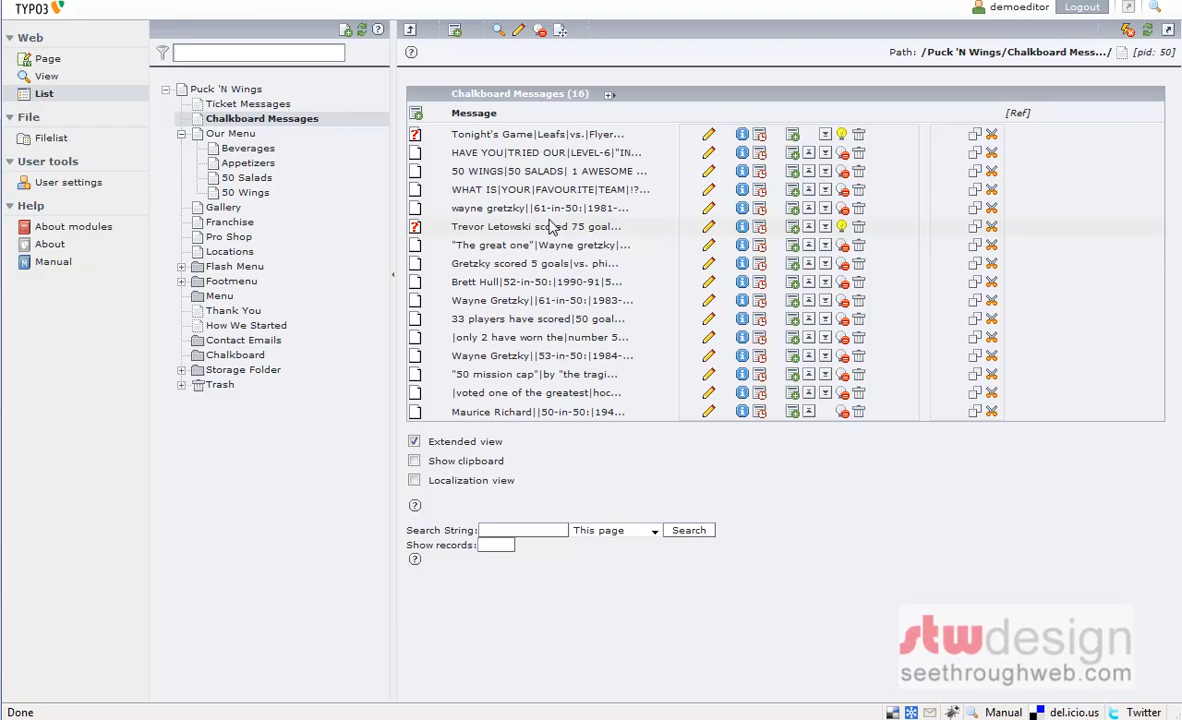 TYPO3
demoeditor
Logout
Web
Page
View
List
File
Filelist
User tools
User settings
Help
About modules
About
Manual
Puck 'N Wings
Ticket Messages
Chalkboard Messages
Our Menu
Beverages
Appetizers
50 Salads
50 Wings
Gallery
Franchise
Pro Shop
Locations
Flash Menu
Footmenu
Menu
Thank You
How We Started
Contact Emails
Chalkboard
Storage Folder
Trash
Path: /Puck 'N Wings/Chalkboard Mess.../ [pid: 50]
Chalkboard Messages (16)
Message [Ref]
Tonight's Game|Leafs|vs.|Flyer...
HAVE YOU|TRIED OUR|LEVEL-6|"IN...
50 WINGS|50 SALADS| 1 AWESOME ...
WHAT IS|YOUR|FAVOURITE|TEAM|!?...
wayne gretzky||61-in-50:|1981-...
Trevor Letowski scored 75 goal...
"The great one"|Wayne gretzky|...
Gretzky scored 5 goals|vs. phi...
Brett Hull|52-in-50:|1990-91|5...
Wayne Gretzky||61-in-50:|1983-...
33 players have scored|50 goal...
|only 2 have worn the|number 5...
Wayne Gretzky||53-in-50:|1984-...
"50 mission cap"|by "the tragi...
|voted one of the greatest|hoc...
Maurice Richard||50-in-50:|194...
Extended view
Show clipboard
Localization view
Search String: This page Search
Show records:
stwdesign
seethroughweb.com
Done
Manual
del.icio.us
Twitter